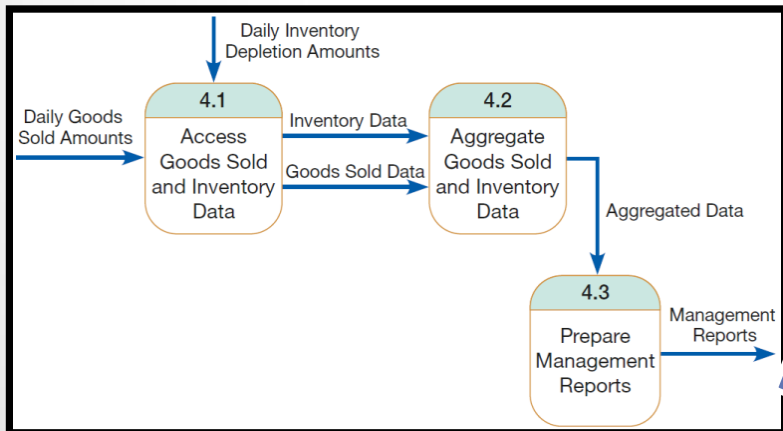 Daily Inventory
Depletion Amounts
Daily Goods
Sold Amounts
4.1
Access
Goods Sold
and Inventory
Data
Inventory Data
Goods Sold Data
4.2
Aggregate
Goods Sold
and Inventory
Data
Aggregated Data
4.3
Prepare
Management
Reports
Management
Reports